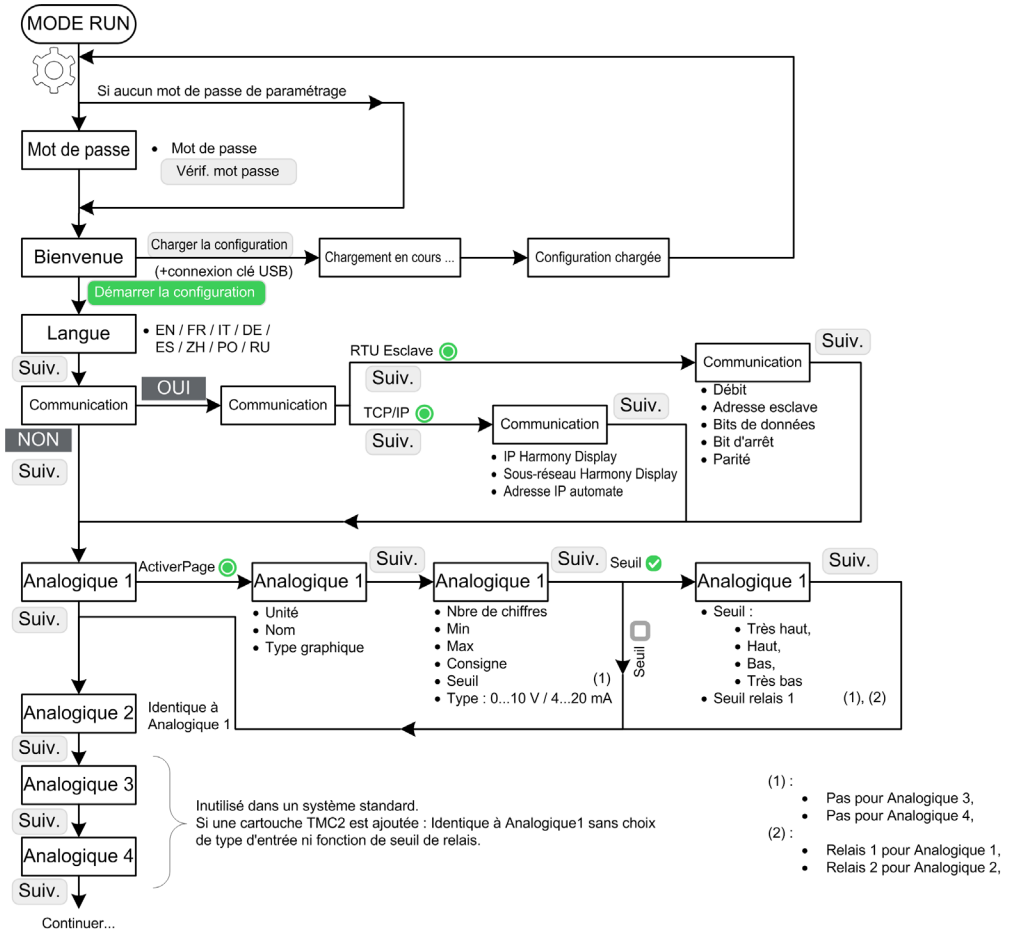 MODE RUN
Si aucun mot de passe de paramétrage
Mot de passe
• Mot de passe
Vérif. mot passe
Bienvenue
Charger la configuration
(+connexion clé USB)
Chargement en cours ...
Configuration chargée
Démarrer la configuration
Langue
• EN / FR / IT / DE /
ES / ZH / PO / RU
Suiv.
Communication
OUI
Communication
RTU Esclave
Suiv.
Communication
Suiv.
• Débit
• Adresse esclave
• Bits de données
• Bit d'arrêt
• Parité
TCP/IP
Suiv.
Communication
Suiv.
• IP Harmony Display
• Sous-réseau Harmony Display
• Adresse IP automate
NON
Suiv.
Analogique 1
ActiverPage
Analogique 1
Suiv.
• Unité
• Nom
• Type graphique
Analogique 1
Suiv.
• Nbre de chiffres
• Min
• Max
• Consigne
• Seuil
• Type : 0...10 V / 4...20 mA
(1)
Seuil
Seuil
Analogique 1
Suiv.
• Seuil :
• Très haut,
• Haut,
• Bas,
• Très bas
• Seuil relais 1
(1), (2)
Suiv.
Analogique 2
Identique à
Analogique 1
Suiv.
Analogique 3
Suiv.
Analogique 4
Suiv.
Continuer...
Inutilisé dans un système standard.
Si une cartouche TMC2 est ajoutée : Identique à Analogique1 sans choix
de type d'entrée ni fonction de seuil de relais.
(1) :
• Pas pour Analogique 3,
• Pas pour Analogique 4,
(2) :
• Relais 1 pour Analogique 1,
• Relais 2 pour Analogique 2,